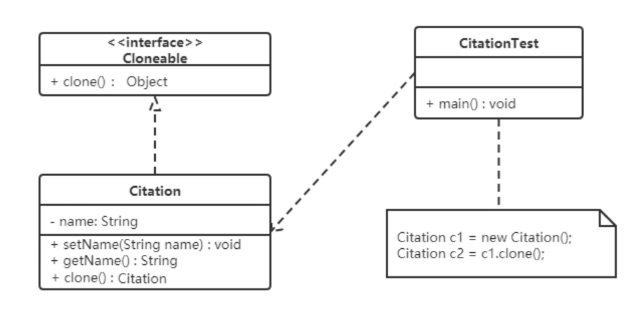 <<interface>>
Cloneable
+ clone() : Object
Citation
- name: String
+ setName(String name) : void
+ getName() : String
+ clone() : Citation
CitationTest
+ main() : void
Citation c1 = new Citation();
Citation c2 = c1.clone();